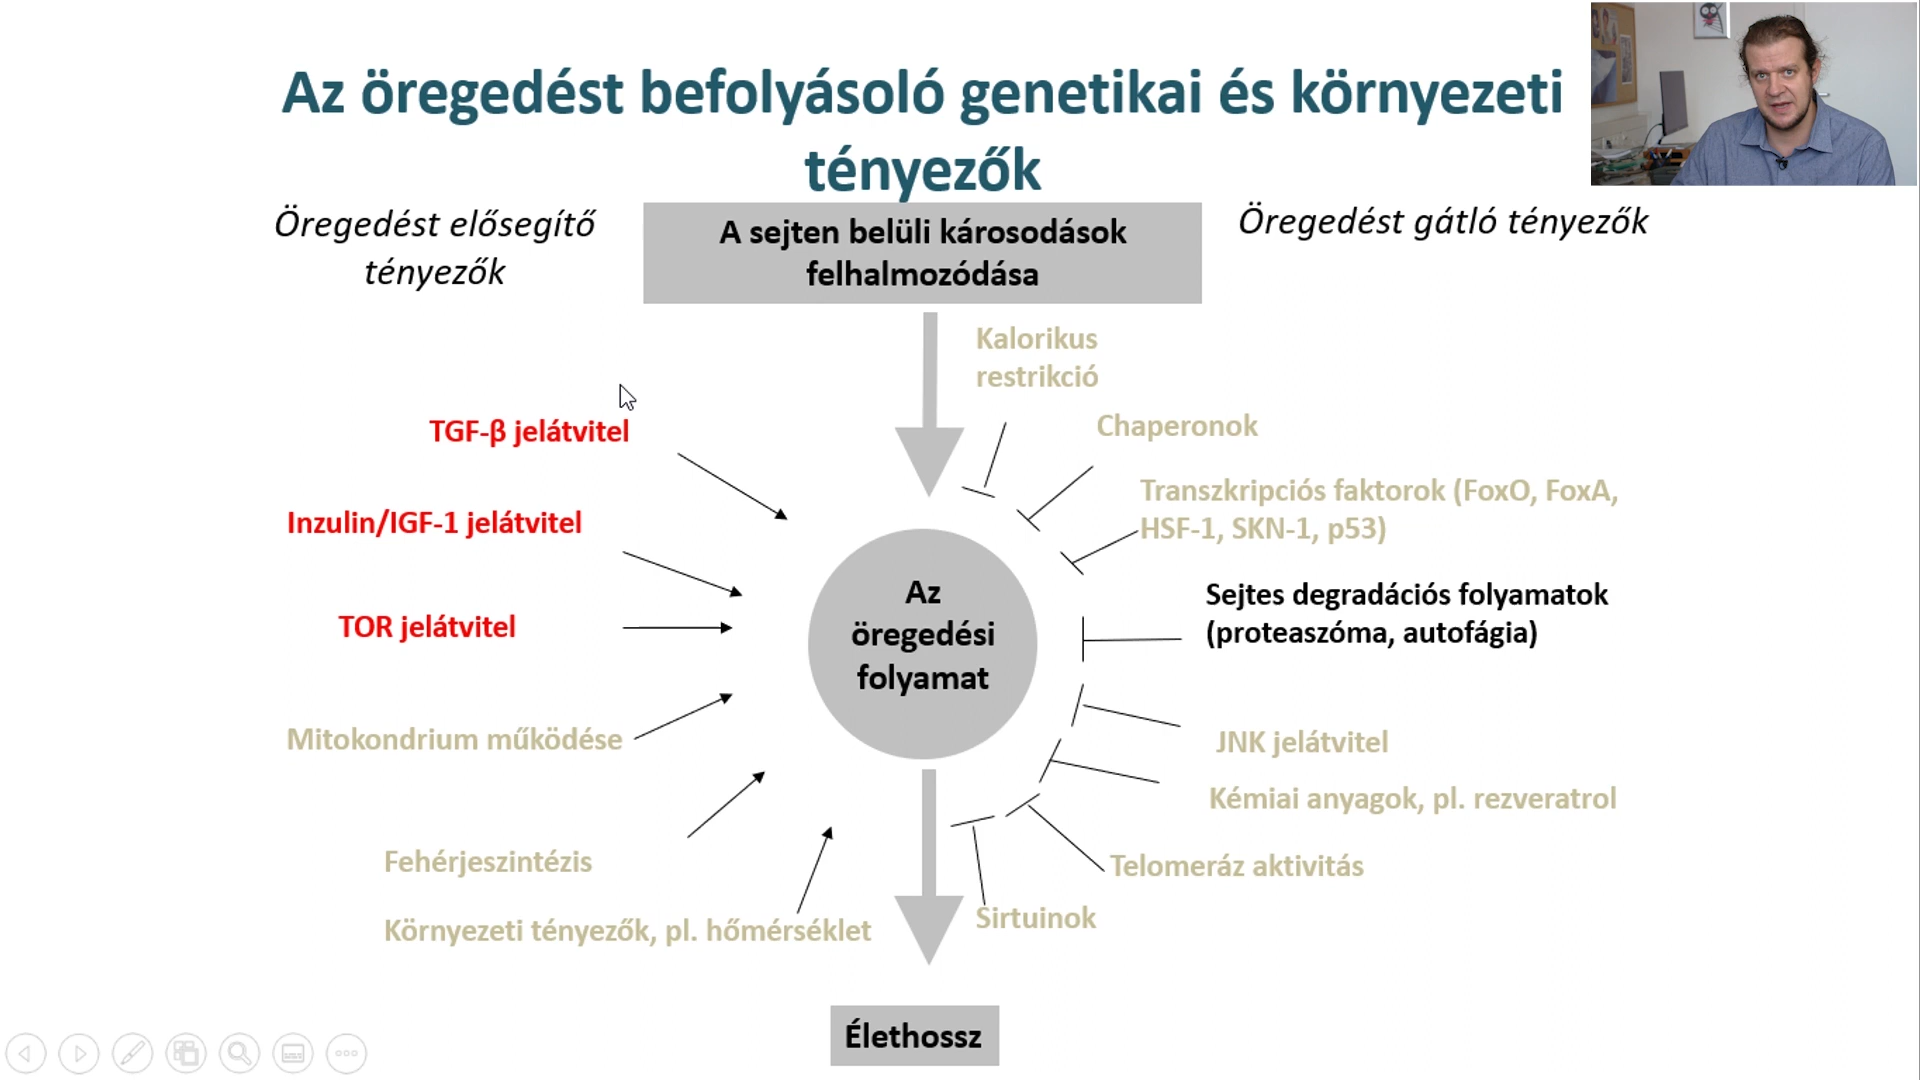 Az öregedést befolyásoló genetikai és környezeti
tényezők
Öregedést elősegítő
tényezők
A sejten belüli károsodások
felhalmozódása
Öregedést gátló tényezők
Kalorikus
restrikció
TGF-β jelátvitel
Chaperonok
Inzulin/IGF-1 jelátvitel
Transzkripciós faktorok (FoxO, FoxA,
HSF-1, SKN-1, p53)
Az
öregedési
folyamat
TOR jelátvitel
Sejtes degradációs folyamatok
(proteaszóma, autofágia)
Mitokondrium működése
JNK jelátvitel
Kémiai anyagok, pl. rezveratrol
Fehérjeszintézis
Telomeráz aktivitás
Környezeti tényezők, pl. hőmérséklet
Sirtuinok
Élethossz